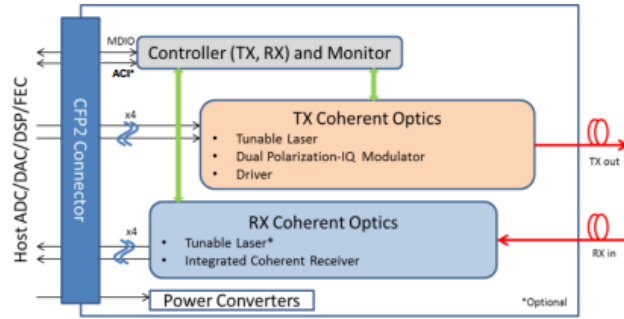 Host ADC/DAC/DSP/FEC
CFP2 Connector
MDIO
ACI*
Controller (TX, RX) and Monitor
x4
TX Coherent Optics
• Tunable Laser
• Dual Polarization-IQ Modulator
• Driver
TX out
x4
RX Coherent Optics
• Tunable Laser*
• Integrated Coherent Receiver
RX in
Power Converters
*Optional